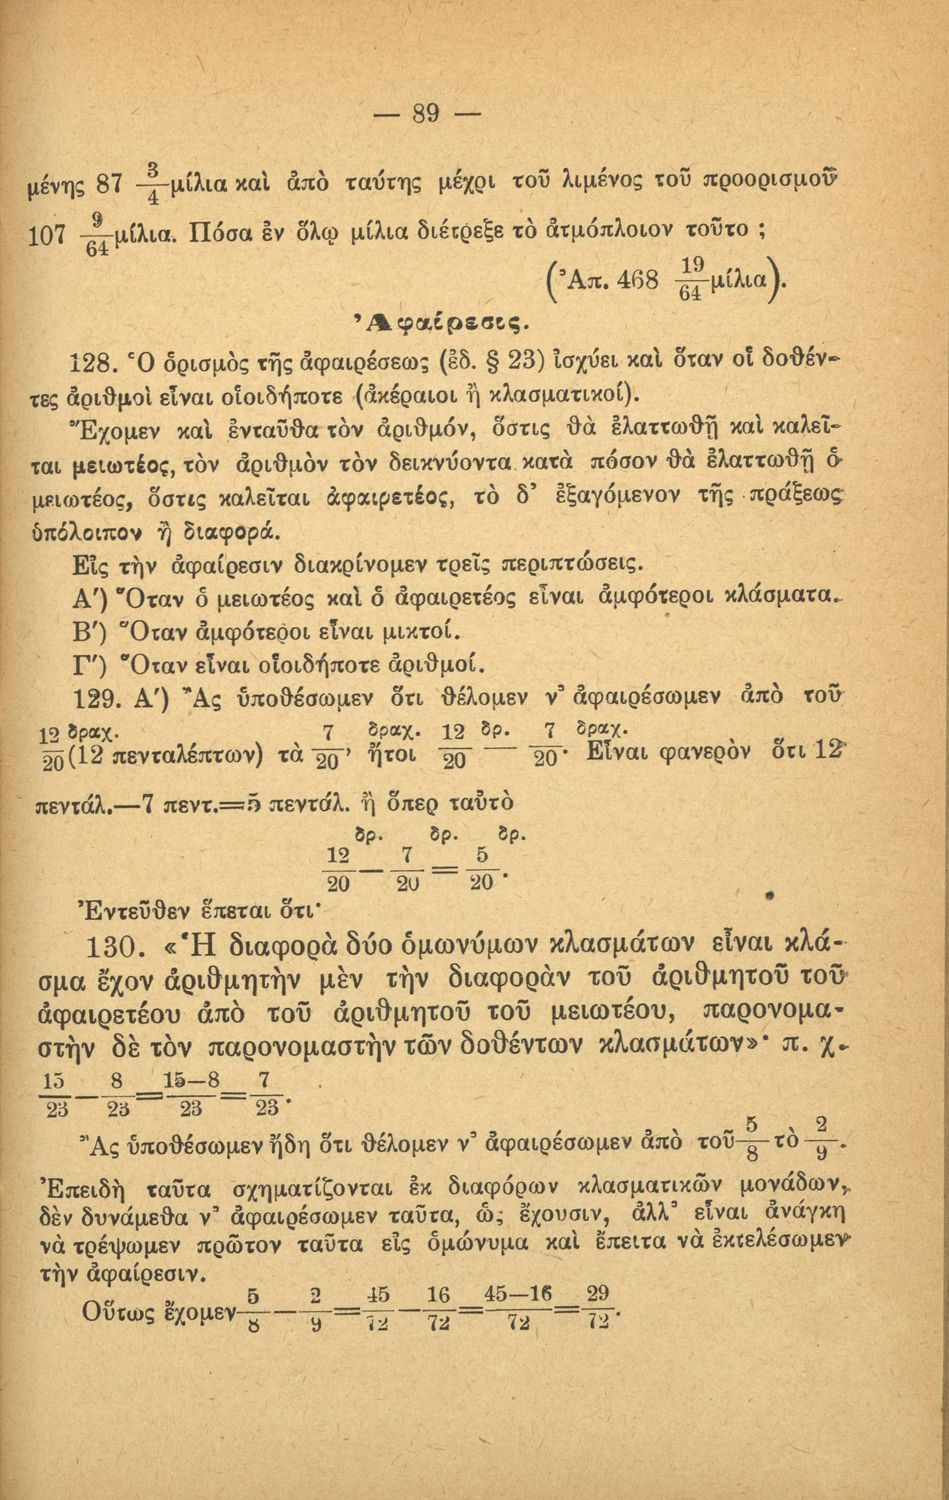 — 89 —
μένης 87 3/4 μίλια καὶ ἀπὸ ταύτης μέχρι τοῦ λιμένος τοῦ προορισμοῦ
107 9/64 μίλια. Πόσα ἐν ὅλῳ μίλια διέτρεξε τὸ ἀτμόπλοιον τοῦτο ;
(Ἀπ. 468 19/64 μίλια).
Ἀφαίρεσις.
128. Ὁ ὁρισμὸς τῆς ἀφαιρέσεως (ἐδ. § 23) ἰσχύει καὶ ὅταν οἱ δοθέν-
τες ἀριθμοὶ εἶναι οἱοιδήποτε (ἀκέραιοι ἢ κλασματικοί).
Ἔχομεν καὶ ἐνταῦθα τὸν ἀριθμόν, ὅστις θὰ ἐλαττωθῇ καὶ καλεῖ-
ται μειωτέος, τὸν ἀριθμὸν τὸν δεικνύοντα κατὰ πόσον θὰ ἐλαττωθῇ ὁ
μειωτέος, ὅστις καλεῖται ἀφαιρετέος, τὸ δ' ἐξαγόμενον τῆς πράξεως
ὑπόλοιπον ἢ διαφορά.
Εἰς τὴν ἀφαίρεσιν διακρίνομεν τρεῖς περιπτώσεις.
Α') Ὅταν ὁ μειωτέος καὶ ὁ ἀφαιρετέος εἶναι ἀμφότεροι κλάσματα.
Β') Ὅταν ἀμφότεροι εἶναι μικτοί.
Γ') Ὅταν εἶναι οἱοιδήποτε ἀριθμοί.
129. Α') Ἂς ὑποθέσωμεν ὅτι θέλομεν ν' ἀφαιρέσωμεν ἀπὸ τοῦ
12/20 δραχ. (12 πενταλέπτων) τὰ 7/20 δραχ., ἤτοι 12/20 δρ. — 7/20 δραχ. Εἶναι φανερὸν ὅτι 12
πεντάλ.—7 πεντ.=5 πεντάλ. ἢ ὅπερ ταὐτὸ
12/20 δρ. — 7/20 δρ. = 5/20 δρ.
Ἐντεῦθεν ἕπεται ὅτι·
130. «Ἡ διαφορὰ δύο ὁμωνύμων κλασμάτων εἶναι κλά-
σμα ἔχον ἀριθμητὴν μὲν τὴν διαφορὰν τοῦ ἀριθμητοῦ τοῦ
ἀφαιρετέου ἀπὸ τοῦ ἀριθμητοῦ τοῦ μειωτέου, παρονομα-
στὴν δὲ τὸν παρονομαστὴν τῶν δοθέντων κλασμάτων»· π. χ.
15/23 — 8/23 = 15—8/23 = 7/23.
Ἂς ὑποθέσωμεν ἤδη ὅτι θέλομεν ν' ἀφαιρέσωμεν ἀπὸ τοῦ 5/8 τὸ 2/9.
Ἐπειδὴ ταῦτα σχηματίζονται ἐκ διαφόρων κλασματικῶν μονάδων,
δὲν δυνάμεθα ν' ἀφαιρέσωμεν ταῦτα, ὡς ἔχουσιν, ἀλλ' εἶναι ἀνάγκη
νὰ τρέψωμεν πρῶτον ταῦτα εἰς ὁμώνυμα καὶ ἔπειτα νὰ ἐκτελέσωμεν
τὴν ἀφαίρεσιν.
Οὕτως ἔχομεν 5/8 — 2/9 = 45/72 — 16/72 = 45—16/72 = 29/72.